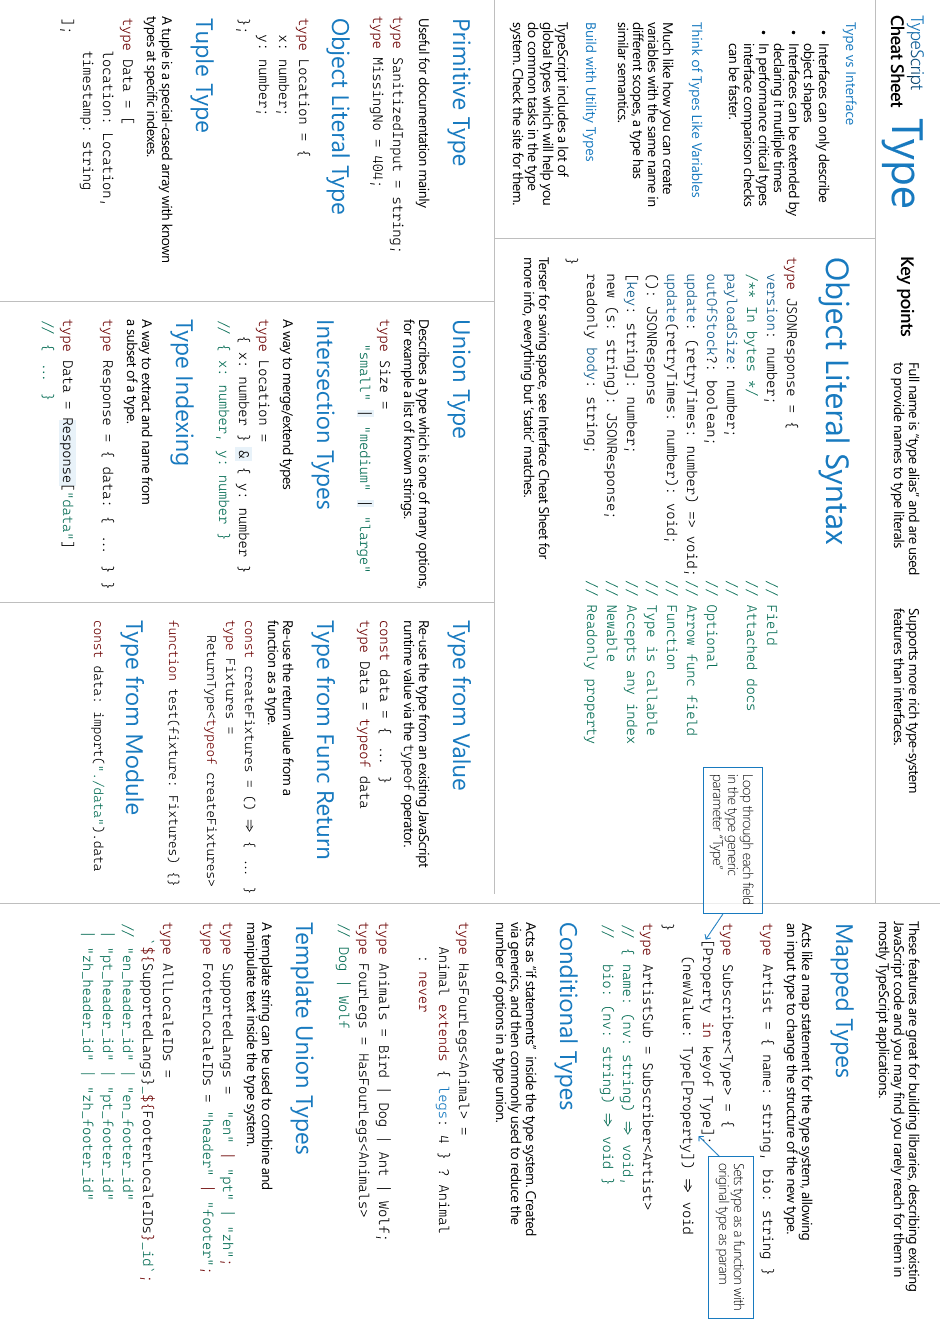 TypeScript
Cheat Sheet
Type
Key points
Full name is “type alias” and are used
to provide names to type literals
Supports more rich type-system
features than interfaces.
These features are great for building libraries, describing existing
JavaScript code and you may find you rarely reach for them in
mostly TypeScript applications.
Type vs Interface
• Interfaces can only describe
object shapes
• Interfaces can be extended by
declaring it mutliple times
• In performance critical types
interface comparison checks
can be faster.
Think of Types Like Variables
Much like how you can create
variables with the same name in
different scopes, a type has
similar semantics.
Build with Utility Types
TypeScript includes a lot of
global types which will help you
do common tasks in the type
system. Check the site for them.
Object Literal Syntax
type JSONResponse = {
version: number; // Field
/** In bytes */ // Attached docs
payloadSize: number; //
outOfStock?: boolean; // Optional
update: (retryTimes: number) => void; // Arrow func field
update(retryTimes: number): void; // Function
(): JSONResponse // Type is callable
[key: string]: number; // Accepts any index
new (s: string): JSONResponse; // Newable
readonly body: string; // Readonly property
}
Terser for saving space, see Interface Cheat Sheet for
more info, everything but ‘static’ matches.
Primitive Type
Useful for documentation mainly
type SanitizedInput = string;
type MissingNo = 404;
Object Literal Type
type Location = {
x: number;
y: number;
};
Tuple Type
A tuple is a special-cased array with known
types at specific indexes.
type Data = [
location: Location,
timestamp: string
];
Union Type
Describes a type which is one of many options,
for example a list of known strings.
type Size =
"small" | "medium" | "large"
Intersection Types
A way to merge/extend types
type Location =
{ x: number } & { y: number }
// { x: number, y: number }
Type Indexing
A way to extract and name from
a subset of a type.
type Response = { data: { ... } }
type Data = Response["data"]
// { ... }
Type from Value
Re-use the type from an existing JavaScript
runtime value via the typeof operator.
const data = { ... }
type Data = typeof data
Type from Func Return
Re-use the return value from a
function as a type.
const createFixtures = () => { ... }
type Fixtures =
ReturnType<typeof createFixtures>
function test(fixture: Fixtures) {}
Type from Module
const data: import("./data").data
Mapped Types
Acts like a map statement for the type system, allowing
an input type to change the structure of the new type.
type Artist = { name: string, bio: string }
Loop through each field
in the type generic
parameter “Type”
type Subscriber<Type> = {
[Property in keyof Type]:
(newValue: Type[Property]) => void
}
Sets type as a function with
original type as param
type ArtistSub = Subscriber<Artist>
// { name: (nv: string) => void,
// bio: (nv: string) => void }
Conditional Types
Acts as “if statements” inside the type system. Created
via generics, and then commonly used to reduce the
number of options in a type union.
type HasFourLegs<Animal> =
Animal extends { legs: 4 } ? Animal
: never
type Animals = Bird | Dog | Ant | Wolf;
type FourLegs = HasFourLegs<Animals>
// Dog | Wolf
Template Union Types
A template string can be used to combine and
manipulate text inside the type system.
type SupportedLangs = "en" | "pt" | "zh";
type FooterLocaleIDs = "header" | "footer";
type AllLocaleIDs =
`${SupportedLangs}_${FooterLocaleIDs}_id`;
// "en_header_id" | "en_footer_id"
| "pt_header_id" | "pt_footer_id"
| "zh_header_id" | "zh_footer_id"